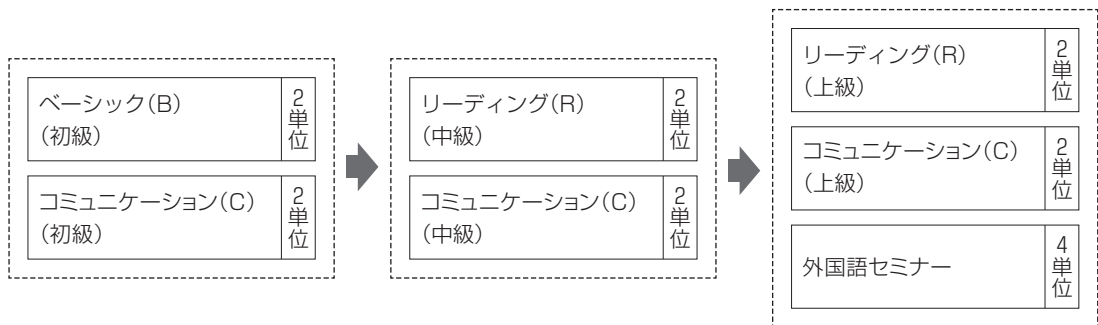 ベーシック(B)
(初級)
2単位
コミュニケーション(C)
(初級)
2単位
リーディング(R)
(中級)
2単位
コミュニケーション(C)
(中級)
2単位
リーディング(R)
(上級)
2単位
コミュニケーション(C)
(上級)
2単位
外国語セミナー
4単位